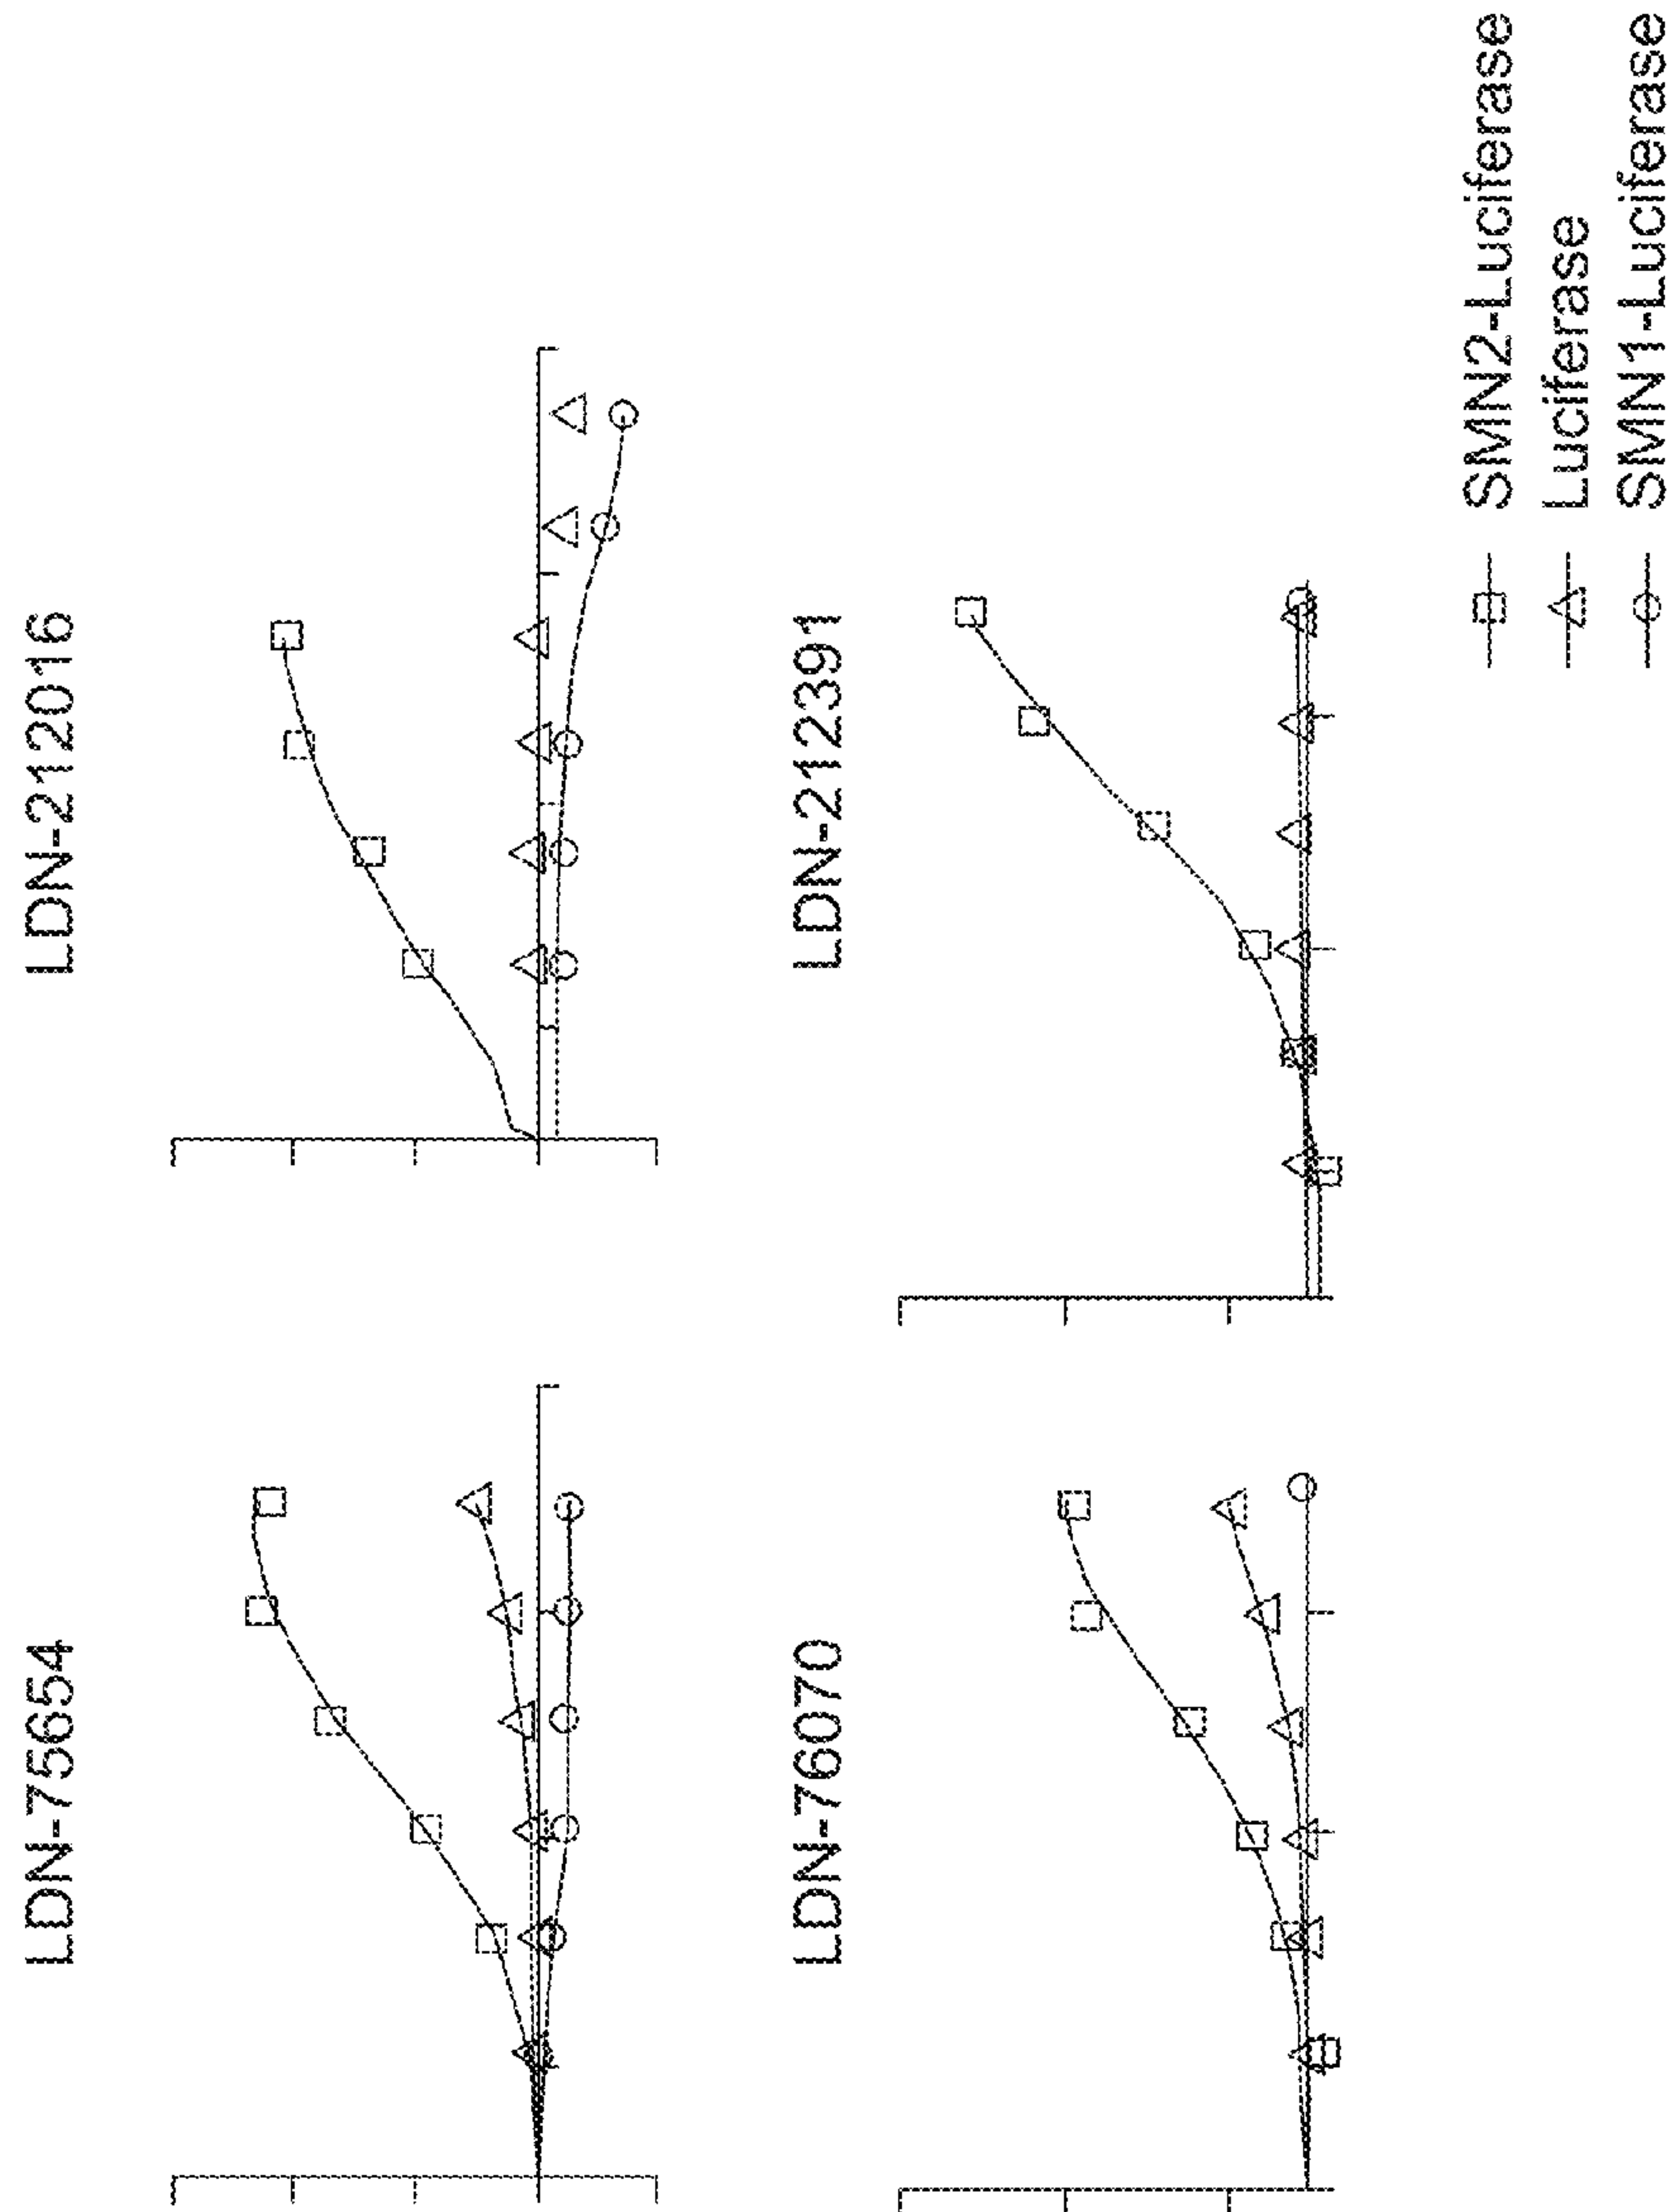 LDN-75654
LDN-212016
LDN-76070
LDN-212391
SMN2-Luciferase
Luciferase
SMN1-Luciferase